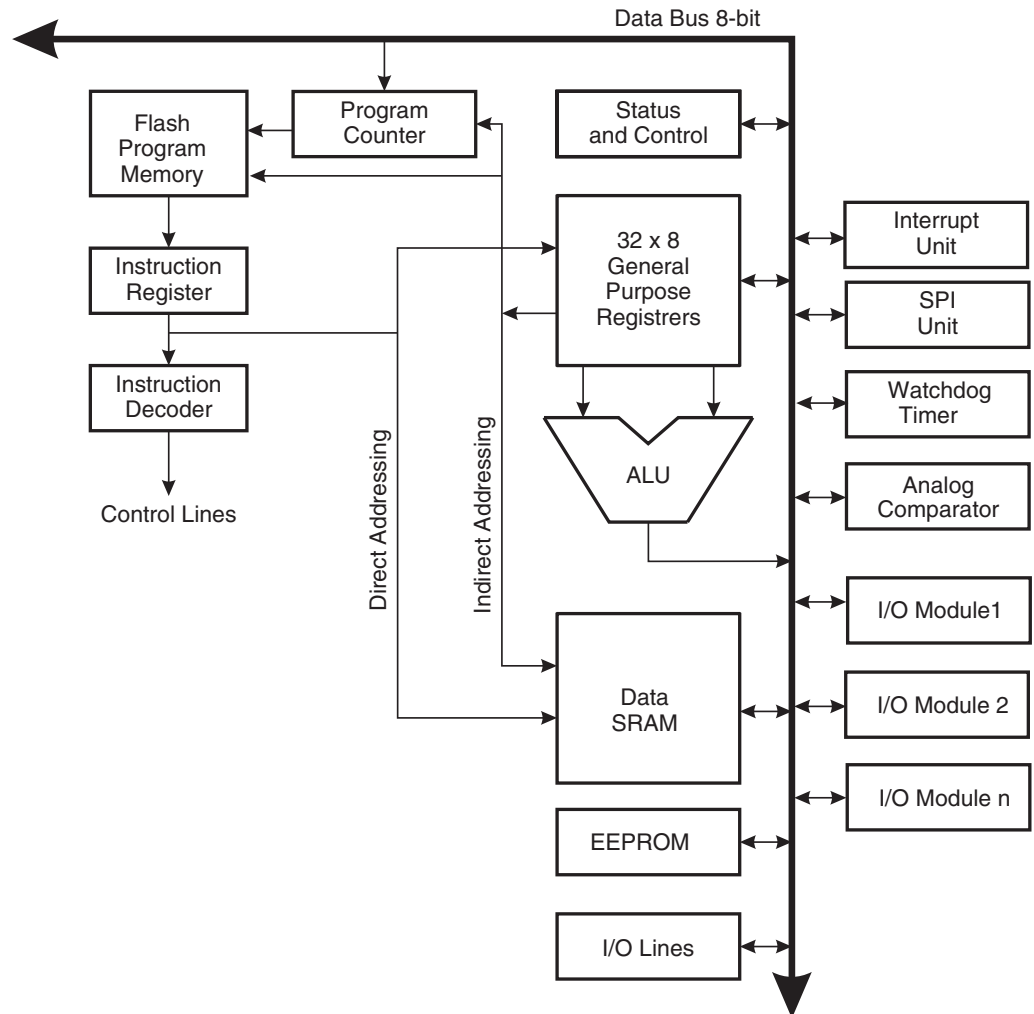 Data Bus 8-bit
Flash
Program
Memory
Program
Counter
Status
and Control
32 x 8
General
Purpose
Registrers
Interrupt
Unit
Instruction
Register
SPI
Unit
Instruction
Decoder
Watchdog
Timer
ALU
Analog
Comparator
Control Lines
Direct Addressing
Indirect Addressing
I/O Module1
Data
SRAM
I/O Module 2
I/O Module n
EEPROM
I/O Lines